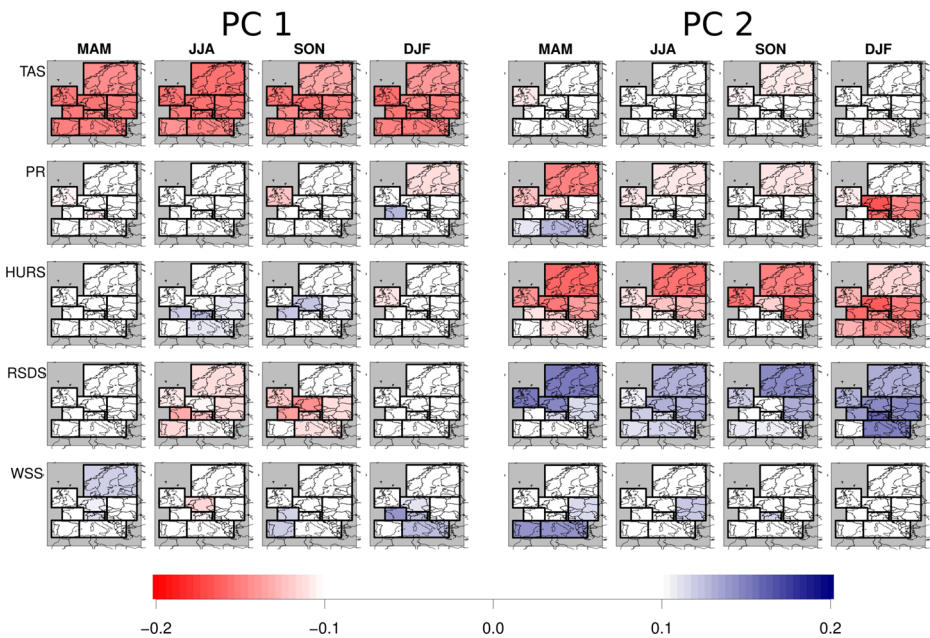 PC 1 PC 2
MAM JJA SON DJF MAM JJA SON DJF
TAS
PR
HURS
RSDS
WSS
−0.2 −0.1 0.0 0.1 0.2